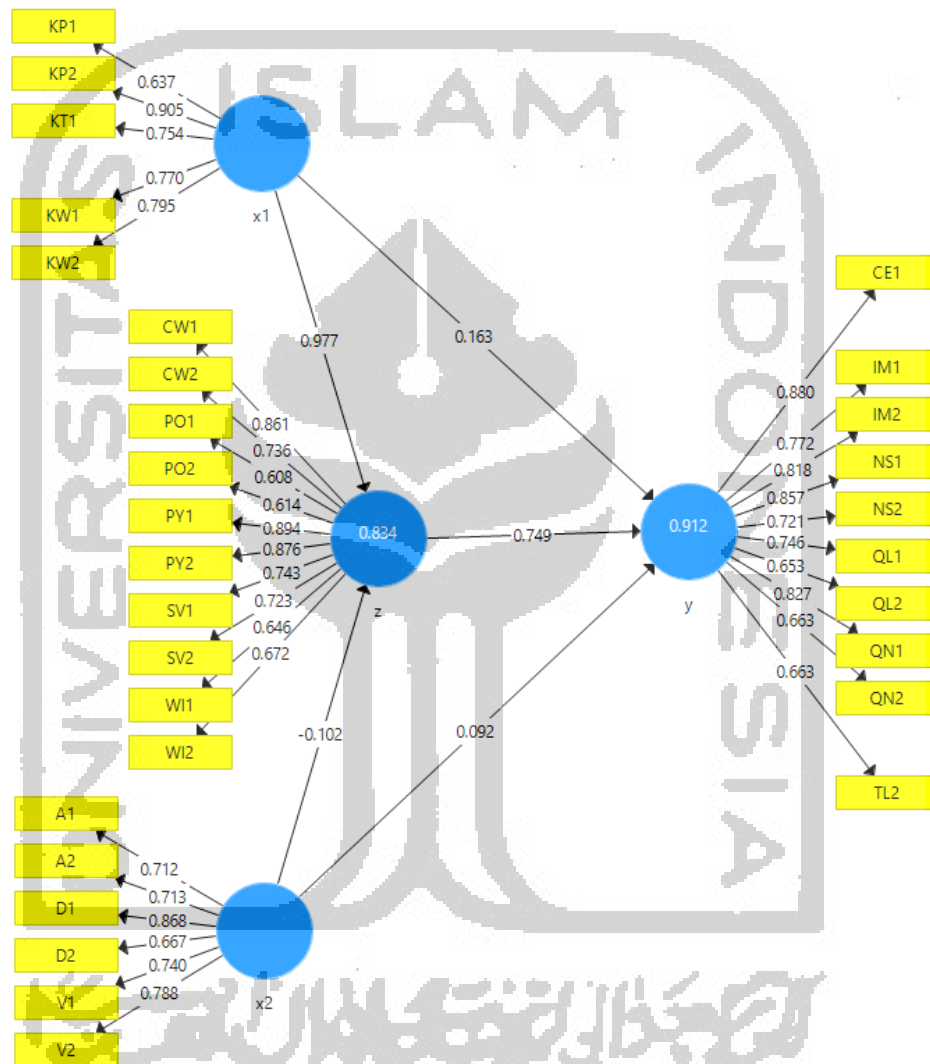 KP1
KP2
KT1
KW1
KW2
0.637
0.905
0.754
0.770
0.795
x1
0.977
0.163
CW1
CW2
PO1
PO2
PY1
PY2
SV1
SV2
WI1
WI2
0.861
0.736
0.608
0.614
0.894
0.876
0.743
0.723
0.646
0.672
0.834
z
0.749
0.912
y
-0.102
0.092
A1
A2
D1
D2
V1
V2
0.712
0.713
0.868
0.667
0.740
0.788
x2
0.880
0.772
0.818
0.857
0.721
0.746
0.653
0.827
0.663
0.663
CE1
IM1
IM2
NS1
NS2
QL1
QL2
QN1
QN2
TL2
UNIVERSITAS
ISLAM
INDONESIA